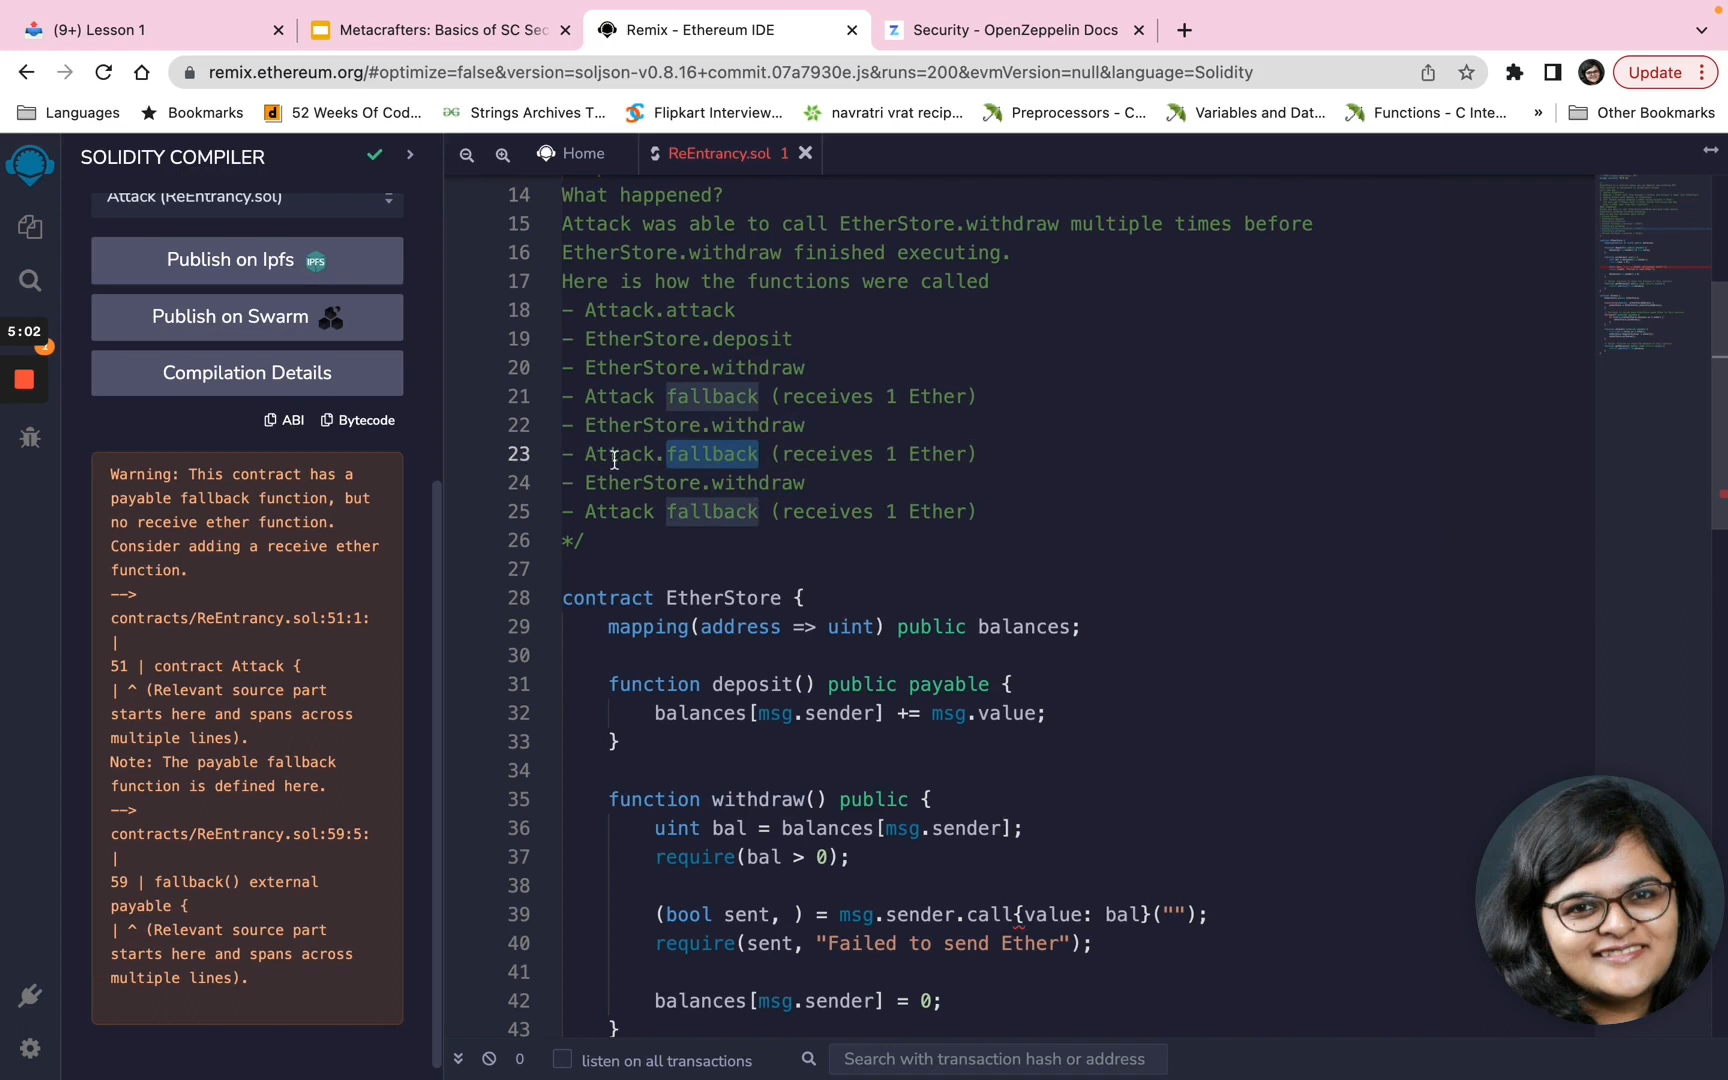 (9+) Lesson 1
Metacrafters: Basics of SC Sec
Remix - Ethereum IDE
Security - OpenZeppelin Docs
remix.ethereum.org/#optimize=false&version=soljson-v0.8.16+commit.07a7930e.js&runs=200&evmVersion=null&language=Solidity
Update
Languages
Bookmarks
52 Weeks Of Cod...
Strings Archives T...
Flipkart Interview...
navratri vrat recip...
Preprocessors - C...
Variables and Dat...
Functions - C Inte...
»
Other Bookmarks
SOLIDITY COMPILER
Attack (ReEntrancy.sol)
Publish on Ipfs
IPFS
Publish on Swarm
Compilation Details
ABI
Bytecode
Warning: This contract has a
payable fallback function, but
no receive ether function.
Consider adding a receive ether
function.
-->
contracts/ReEntrancy.sol:51:1:
|
51 | contract Attack {
| ^ (Relevant source part
starts here and spans across
multiple lines).
Note: The payable fallback
function is defined here.
-->
contracts/ReEntrancy.sol:59:5:
|
59 | fallback() external
payable {
| ^ (Relevant source part
starts here and spans across
multiple lines).
5:02
Home
ReEntrancy.sol 1
14 What happened?
15 Attack was able to call EtherStore.withdraw multiple times before
16 EtherStore.withdraw finished executing.
17 Here is how the functions were called
18 - Attack.attack
19 - EtherStore.deposit
20 - EtherStore.withdraw
21 - Attack fallback (receives 1 Ether)
22 - EtherStore.withdraw
23 - Attack.fallback (receives 1 Ether)
24 - EtherStore.withdraw
25 - Attack fallback (receives 1 Ether)
26 */
27
28 contract EtherStore {
29 mapping(address => uint) public balances;
30
31 function deposit() public payable {
32 balances[msg.sender] += msg.value;
33 }
34
35 function withdraw() public {
36 uint bal = balances[msg.sender];
37 require(bal > 0);
38
39 (bool sent, ) = msg.sender.call{value: bal}("");
40 require(sent, "Failed to send Ether");
41
42 balances[msg.sender] = 0;
43 }
0
listen on all transactions
Search with transaction hash or address